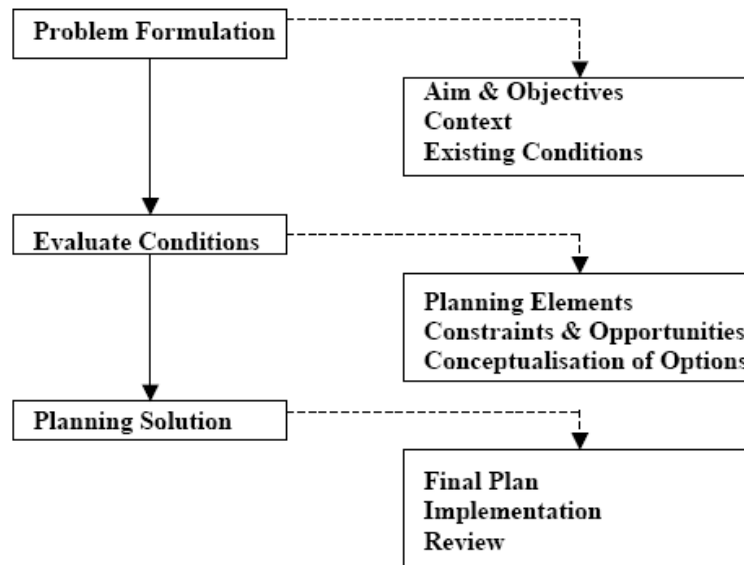 Problem Formulation
Aim & Objectives
Context
Existing Conditions
Evaluate Conditions
Planning Elements
Constraints & Opportunities
Conceptualisation of Options
Planning Solution
Final Plan
Implementation
Review